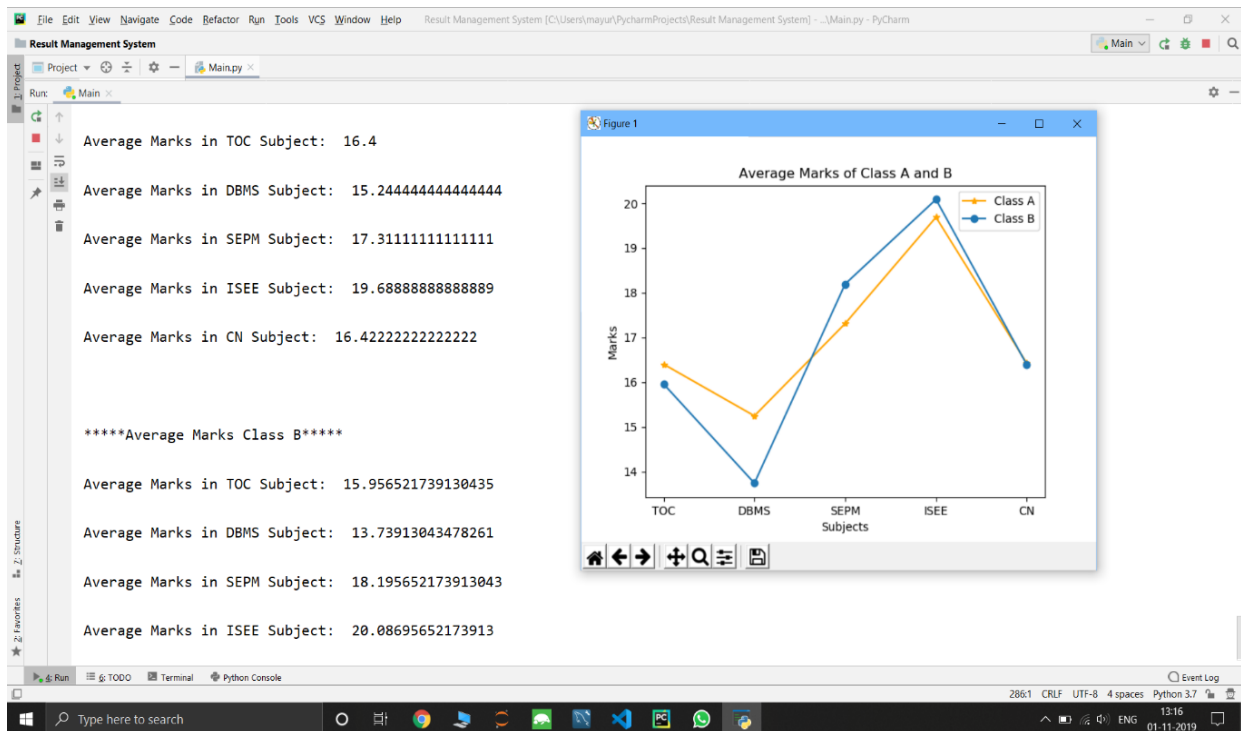 File Edit View Navigate Code Refactor Run Tools VCS Window Help Result Management System [C:\Users\mayur\PycharmProjects\Result Management System] - ...\Main.py - PyCharm
Result Management System
Main
Project
Main.py
1: Project
Run: Main
Average Marks in TOC Subject: 16.4
Average Marks in DBMS Subject: 15.244444444444444
Average Marks in SEPM Subject: 17.31111111111111
Average Marks in ISEE Subject: 19.68888888888889
Average Marks in CN Subject: 16.42222222222222
*****Average Marks Class B*****
Average Marks in TOC Subject: 15.956521739130435
Average Marks in DBMS Subject: 13.73913043478261
Average Marks in SEPM Subject: 18.195652173913043
Average Marks in ISEE Subject: 20.08695652173913
Figure 1
Average Marks of Class A and B
Class A
Class B
20
19
18
17
16
15
14
Marks
TOC DBMS SEPM ISEE CN
Subjects
7: Structure
2: Favorites
4: Run 6: TODO Terminal Python Console Event Log
286:1 CRLF UTF-8 4 spaces Python 3.7
Type here to search
PC
ENG
13:16
01-11-2019